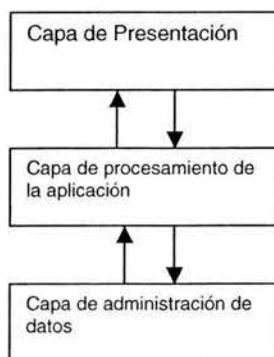 Capa de Presentación
Capa de procesamiento de
la aplicación
Capa de administración de
datos